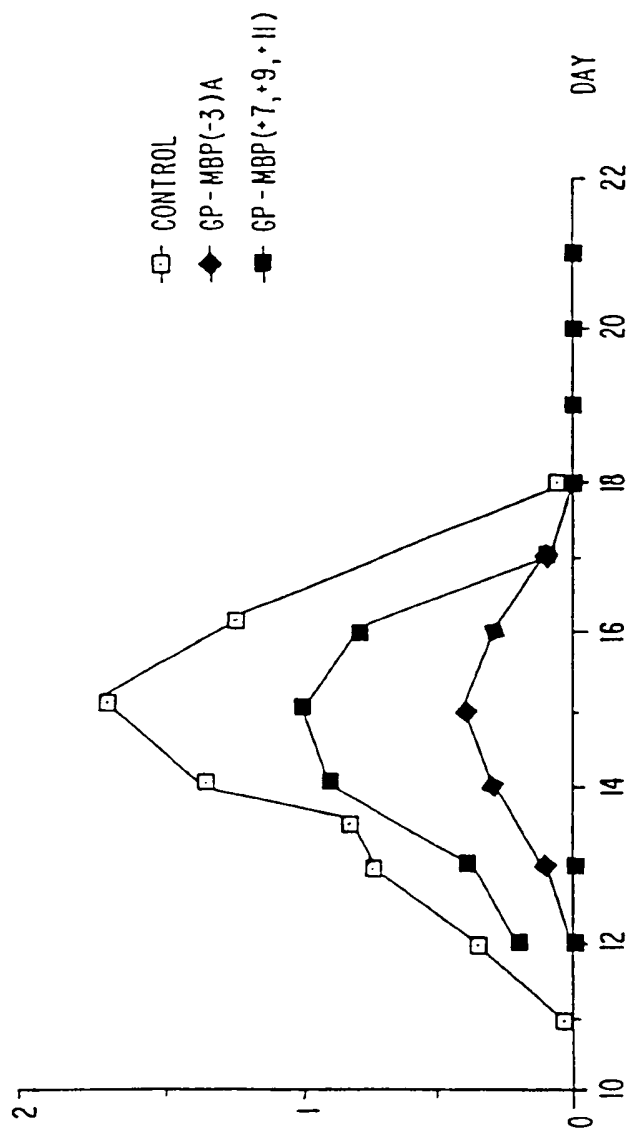 CONTROL
GP-MBP(-3)A
GP-MBP(+7,+9,+11)
2
1
0
10
12
14
16
18
20
22
DAY